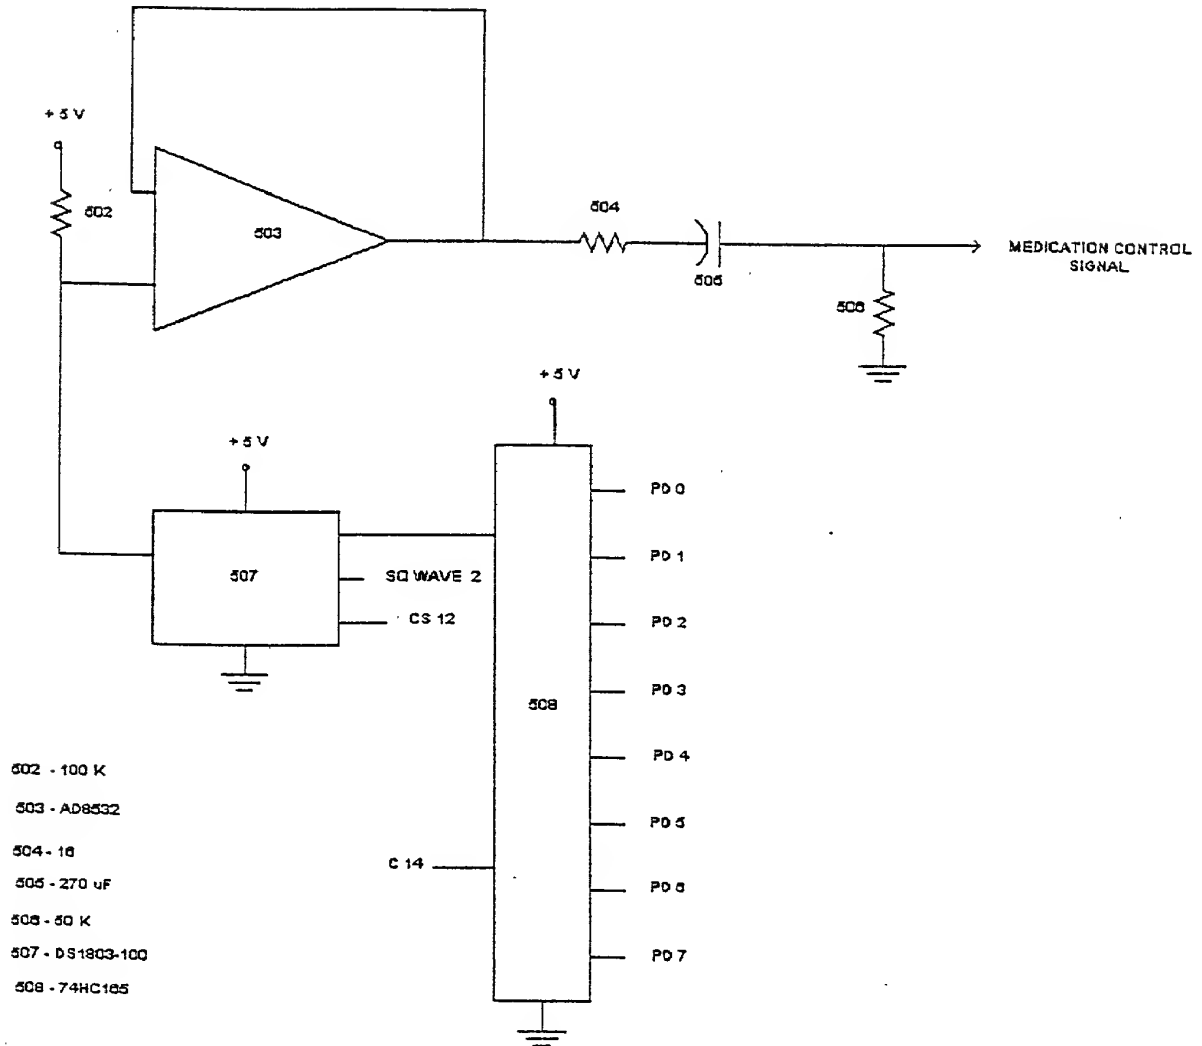 + 5 V
502
503
504
505
506
MEDICATION CONTROL
SIGNAL
+ 5 V
+ 5 V
507
SQ WAVE 2
CS 12
508
PD 0
PD 1
PD 2
PD 3
PD 4
PD 5
PD 6
PD 7
C 14
502 - 100 K
503 - AD8532
504 - 16
505 - 270 uF
506 - 50 K
507 - DS1803-100
508 - 74HC165